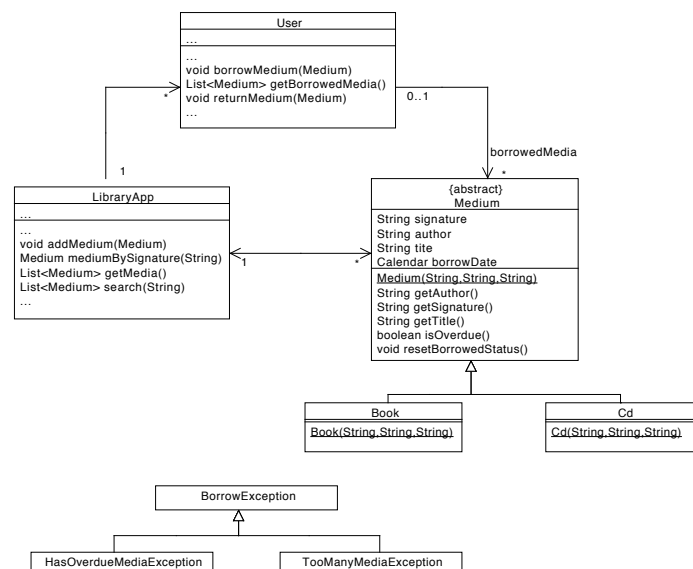 User
...
...
void borrowMedium(Medium)
List<Medium> getBorrowedMedia()
void returnMedium(Medium)
...
*
0..1
1
borrowedMedia
*
LibraryApp
...
...
void addMedium(Medium)
Medium mediumBySignature(String)
List<Medium> getMedia()
List<Medium> search(String)
...
1
*
{abstract}
Medium
String signature
String author
String tite
Calendar borrowDate
Medium(String,String,String)
String getAuthor()
String getSignature()
String getTitle()
boolean isOverdue()
void resetBorrowedStatus()
Book
Book(String,String,String)
Cd
Cd(String,String,String)
BorrowException
HasOverdueMediaException
TooManyMediaException